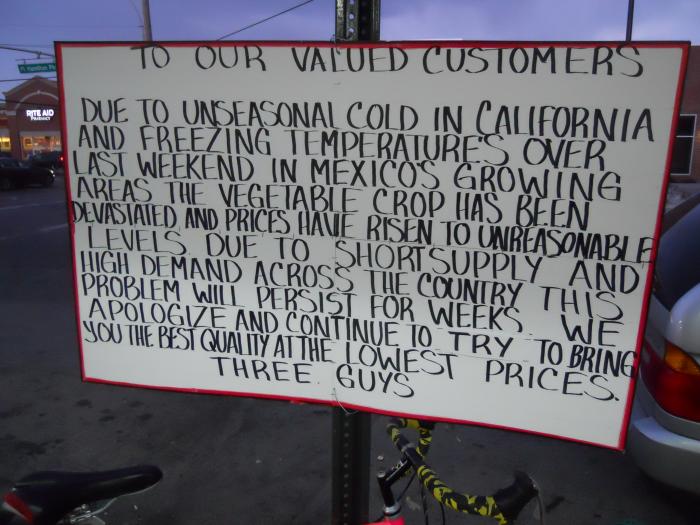 TO OUR VALUED CUSTOMERS
DUE TO UNSEASONAL COLD IN CALIFORNIA
AND FREEZING TEMPERATURES OVER
LAST WEEKEND IN MEXICO'S GROWING
AREAS THE VEGETABLE CROP HAS BEEN
DEVASTATED AND PRICES HAVE RISEN TO UNREASONABLE
LEVELS DUE TO SHORT SUPPLY AND
HIGH DEMAND ACROSS THE COUNTRY THIS
PROBLEM WILL PERSIST FOR WEEKS. WE
APOLOGIZE AND CONTINUE TO TRY TO BRING
YOU THE BEST QUALITY AT THE LOWEST PRICES.
THREE GUYS
RITE AID
PHARMACY